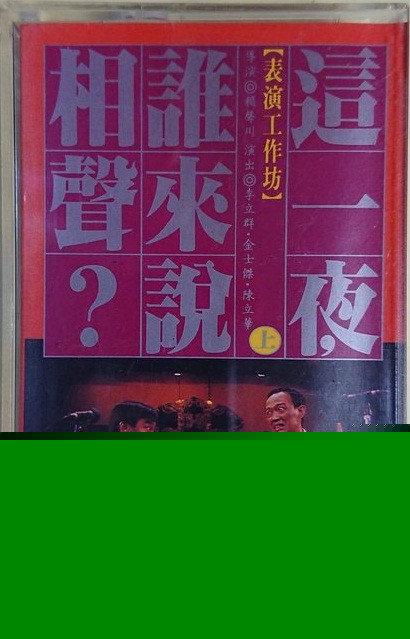 這一夜，
【表演工作坊】
導演◎賴聲川 演出◎李立群・金士傑・陳立華
上
誰來說
相聲？